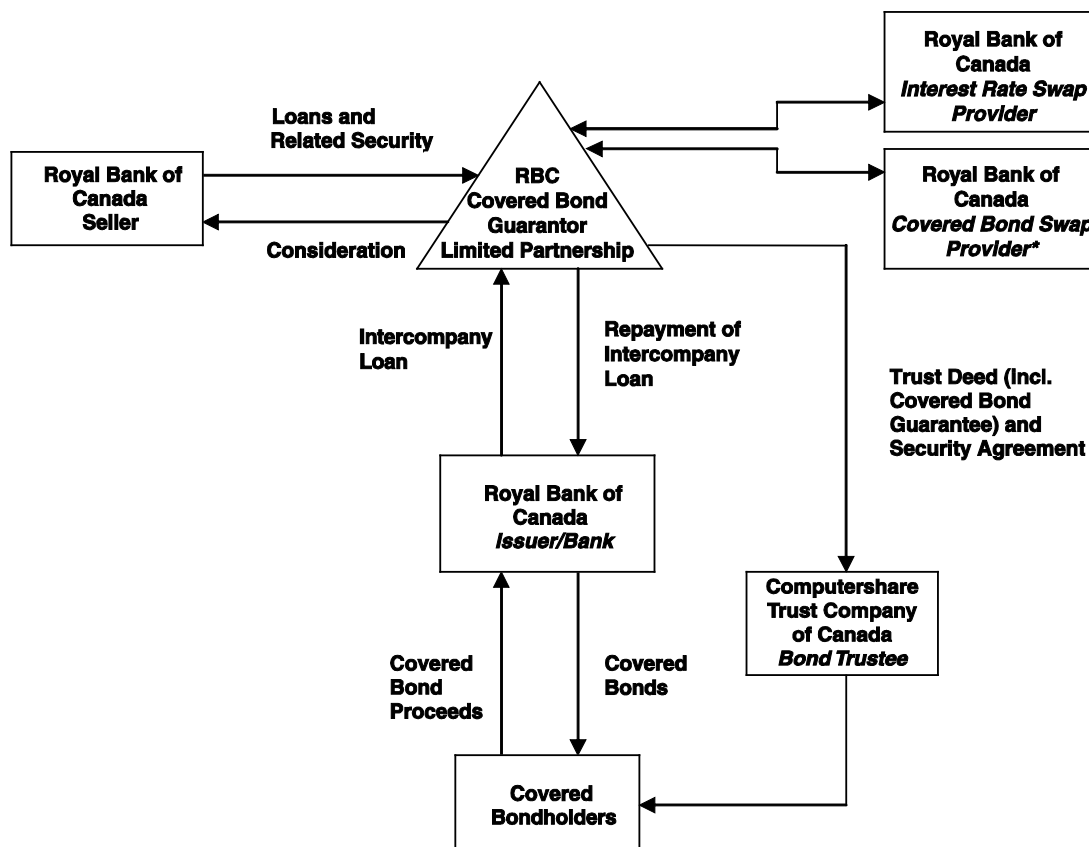 Royal Bank of
Canada
Interest Rate Swap
Provider
Loans and
Related Security
Royal Bank of
Canada
Seller
RBC
Covered Bond
Guarantor
Limited Partnership
Royal Bank of
Canada
Covered Bond Swap
Provider*
Consideration
Intercompany
Loan
Repayment of
Intercompany
Loan
Trust Deed (incl.
Covered Bond
Guarantee) and
Security Agreement
Royal Bank of
Canada
Issuer/Bank
Computershare
Trust Company
of Canada
Bond Trustee
Covered
Bond
Proceeds
Covered
Bonds
Covered
Bondholders